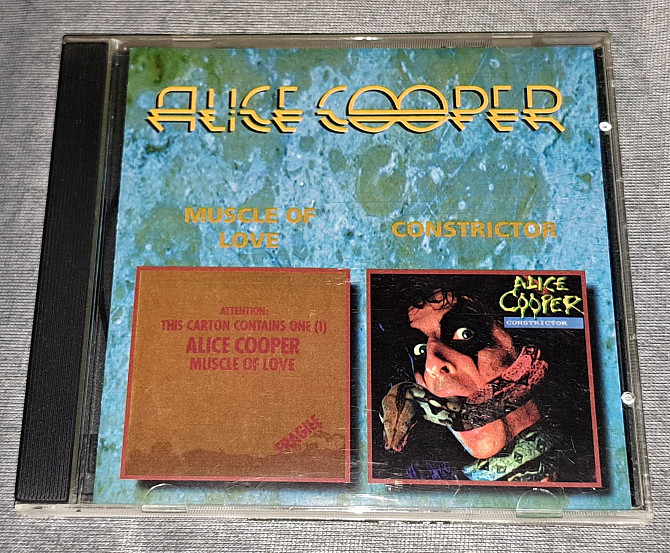 ALICE COOPER
MUSCLE OF
LOVE
CONSTRICTOR
ATTENTION:
THIS CARTON CONTAINS ONE (1)
ALICE COOPER
MUSCLE OF LOVE
FRAGILE
ALICE
COOPER
CONSTRICTOR